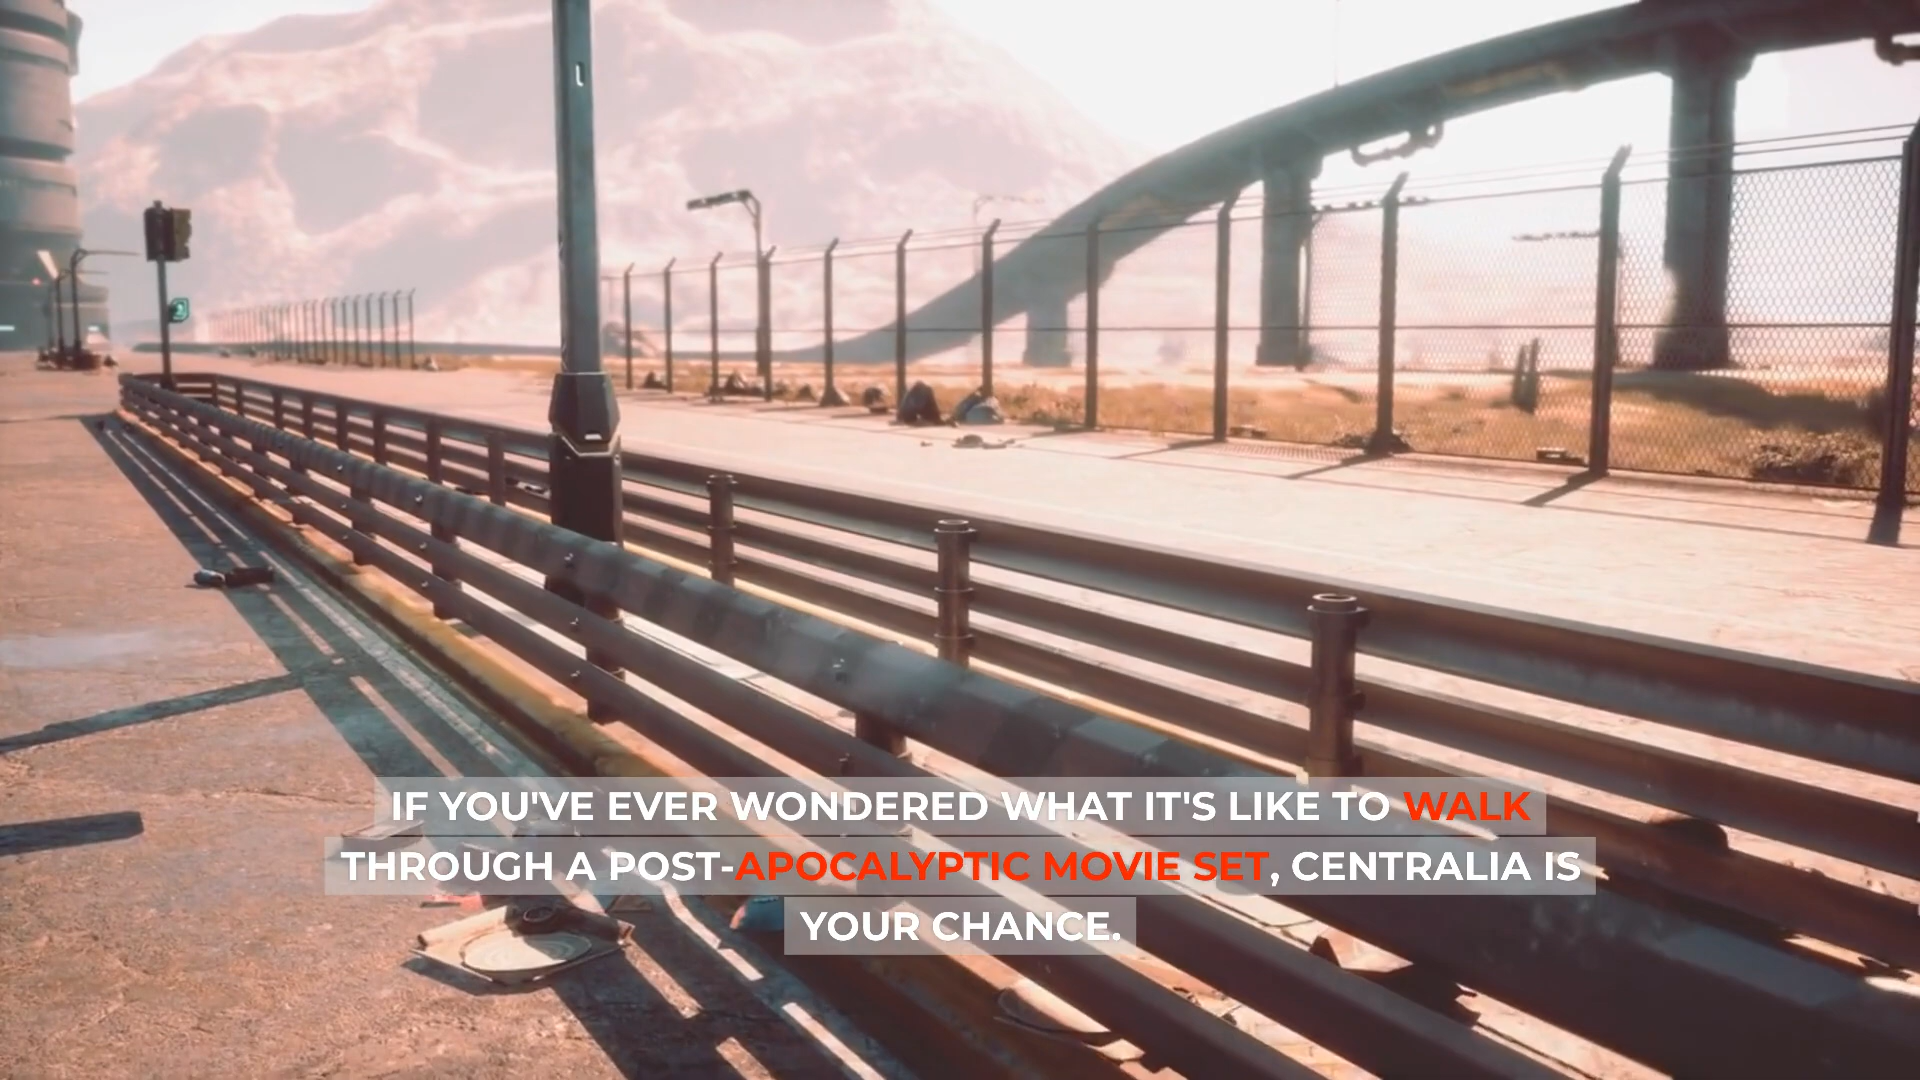 IF YOU'VE EVER WONDERED WHAT IT'S LIKE TO WALK
THROUGH A POST-APOCALYPTIC MOVIE SET, CENTRALIA IS
YOUR CHANCE.